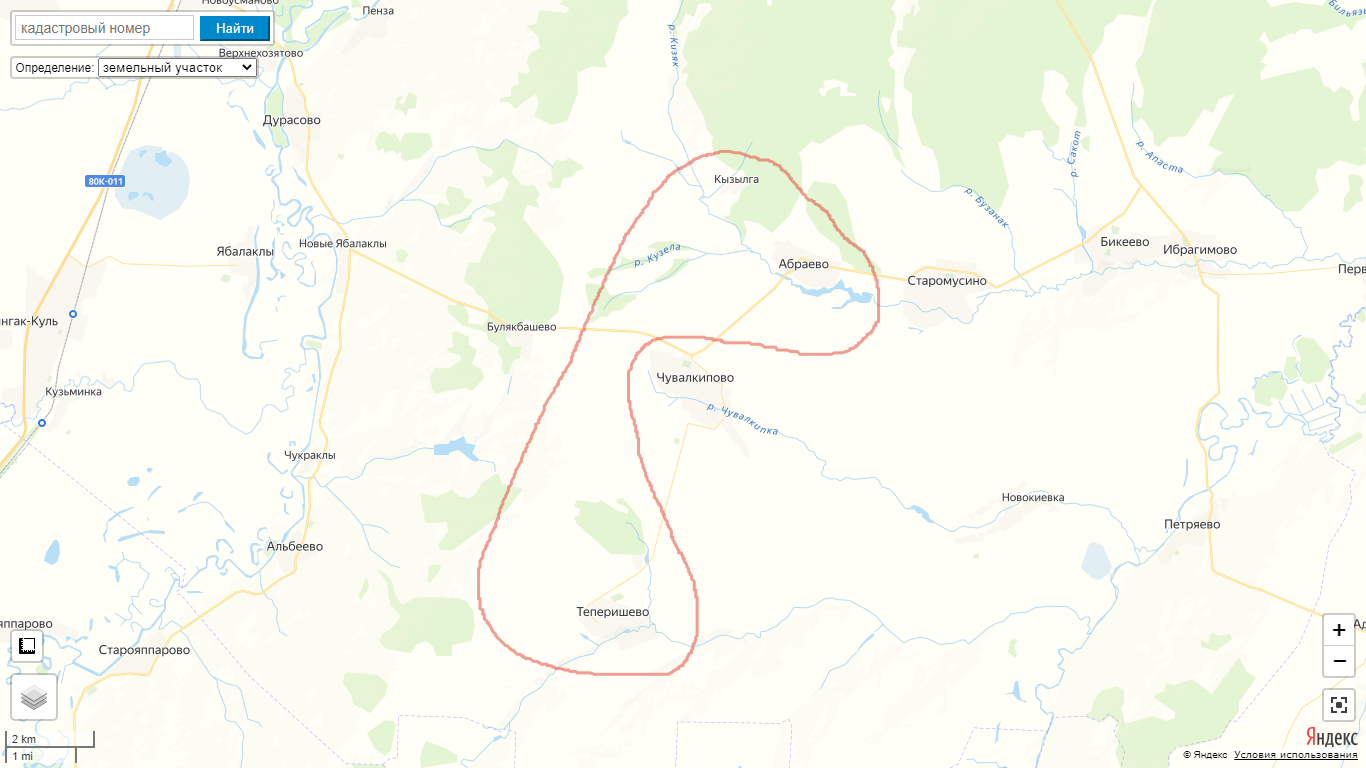 Новоусманово
Пенза
кадастровый номер
Найти
Верхнехозятово
Определение: земельный участок
р. Кизяк
Дурасово
р. Сакот
р. Апаста
80К-011
Кызылга
р. Бузанак
Ябалаклы
Новые Ябалаклы
р. Кузела
Абраево
Бикеево
Ибрагимово
Старомусино
Перв
нгак-Куль
Булякбашево
Кузьминка
Чувалкипово
р. Чувалкипка
Чукраклы
Новокиевка
Петряево
Альбеево
Теперишево
яппарово
Старояппарово
+
−
2 km
1 mi
Яндекс
© Яндекс Условия использования